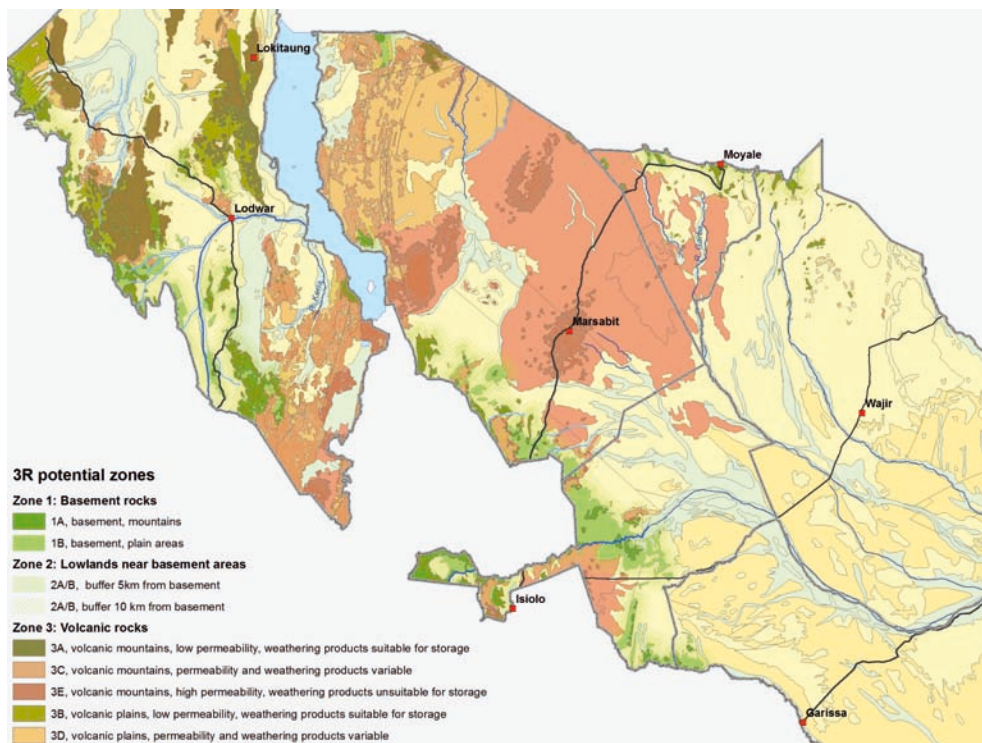 Lokitaung
Moyale
Lodwar
R. Kerio
Marsabit
Wajir
3R potential zones
Zone 1: Basement rocks
1A, basement, mountains
1B, basement, plain areas
Zone 2: Lowlands near basement areas
2A/B, buffer 5km from basement
2A/B, buffer 10 km from basement
Isiolo
Zone 3: Volcanic rocks
3A, volcanic mountains, low permeability, weathering products suitable for storage
3C, volcanic mountains, permeability and weathering products variable
3E, volcanic mountains, high permeability, weathering products unsuitable for storage
3B, volcanic plains, low permeability, weathering products suitable for storage
3D, volcanic plains, permeability and weathering products variable
Garissa